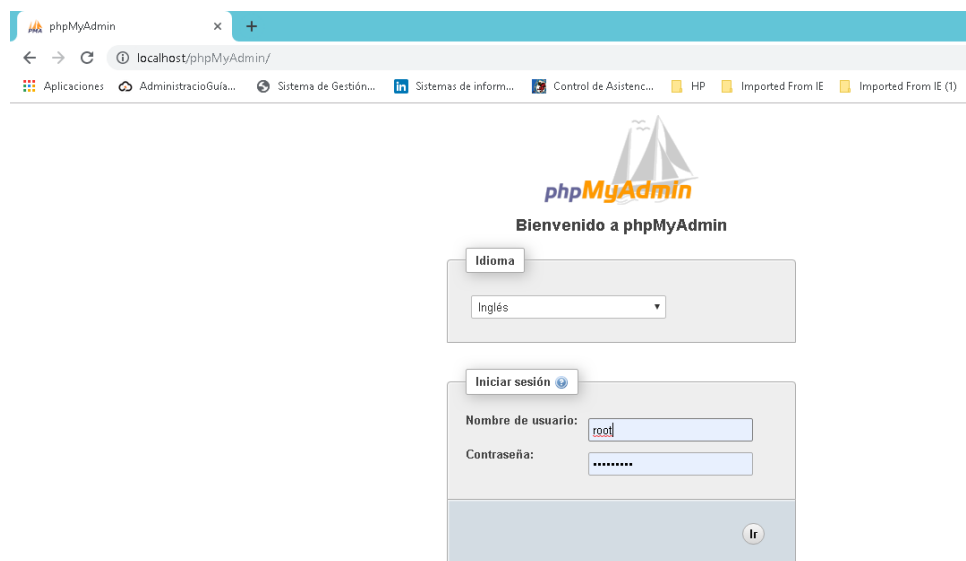 phpMyAdmin
localhost/phpMyAdmin/
Aplicaciones AdministracioGuía... Sistema de Gestión... Sistemas de inform... Control de Asistenc... HP Imported From IE Imported From IE (1)
phpMyAdmin
Bienvenido a phpMyAdmin
Idioma
Inglés
Iniciar sesión
Nombre de usuario: root
Contraseña: •••••••••
Ir